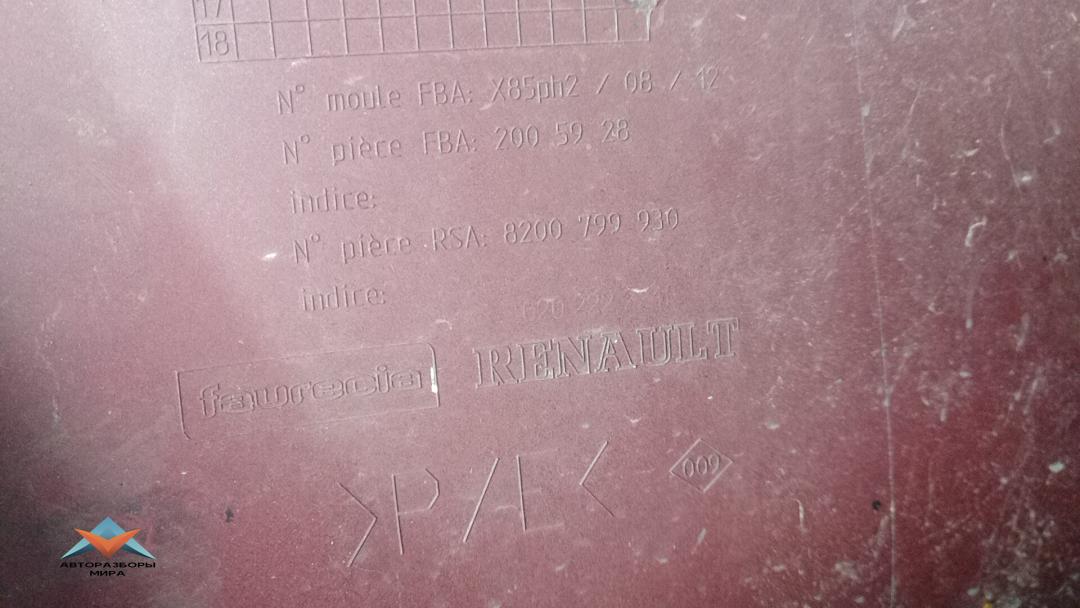 17
18
N° moule FBA: X85ph2 / 08 / 12
N° pièce FBA: 200 59 28
indice:
N° pièce RSA: 8200 799 930
indice:
faurecia
RENAULT
>P/E<
009
АВТОРАЗБОРЫ
МИРА